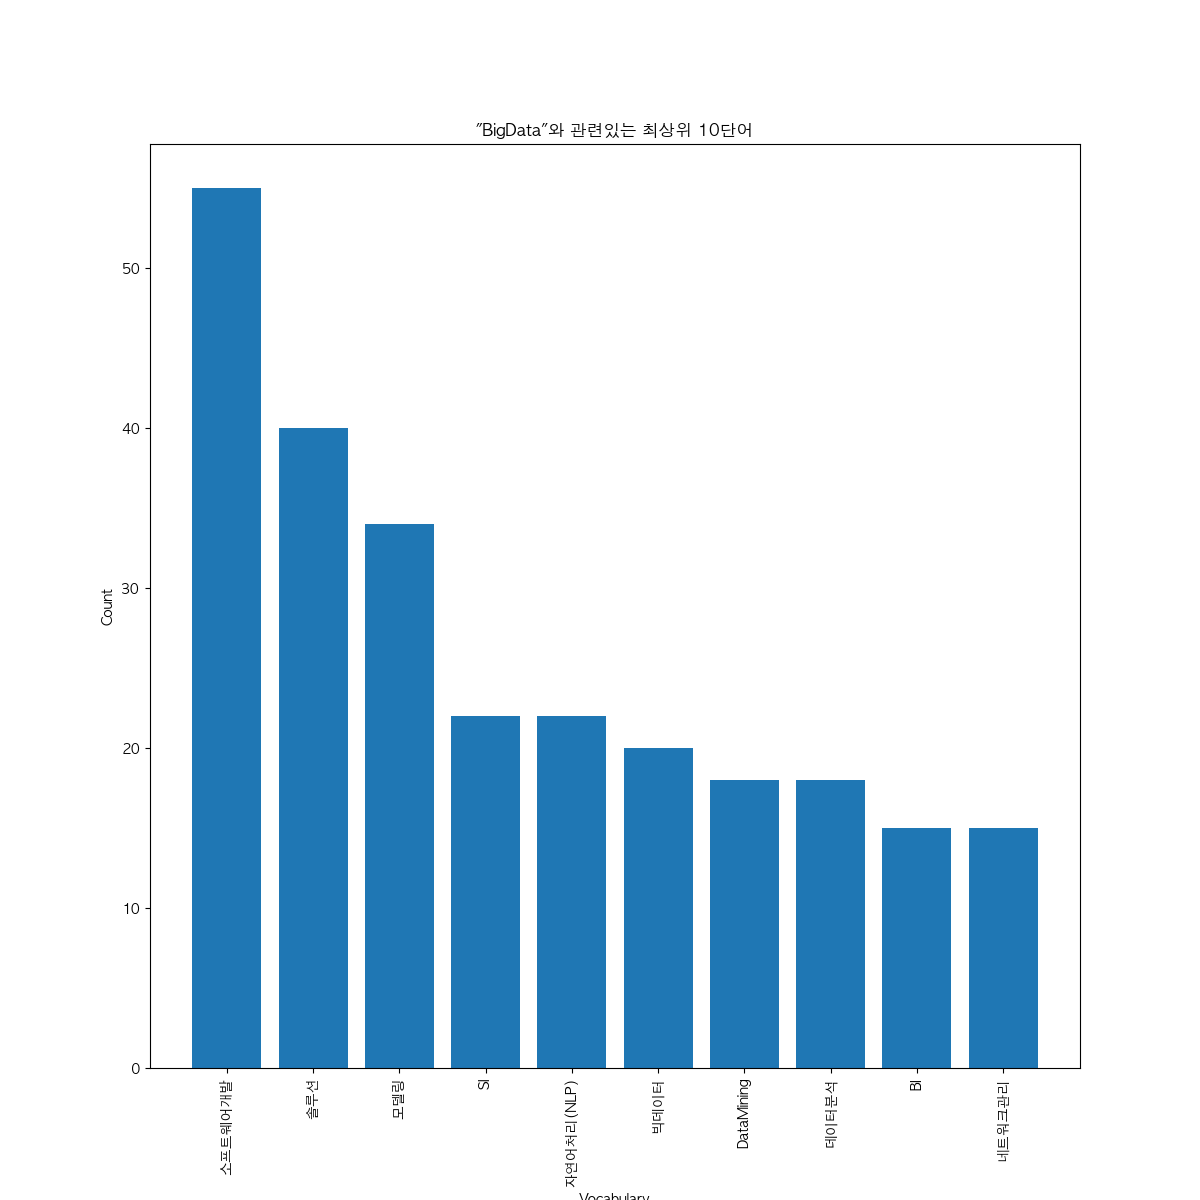 "BigData"와 관련있는 최상위 10단어
Count
50
40
30
20
10
0
소프트웨어개발
솔루션
모델링
SI
자연어처리(NLP)
빅데이터
DataMining
데이터분석
BI
네트워크관리
Vocabulary